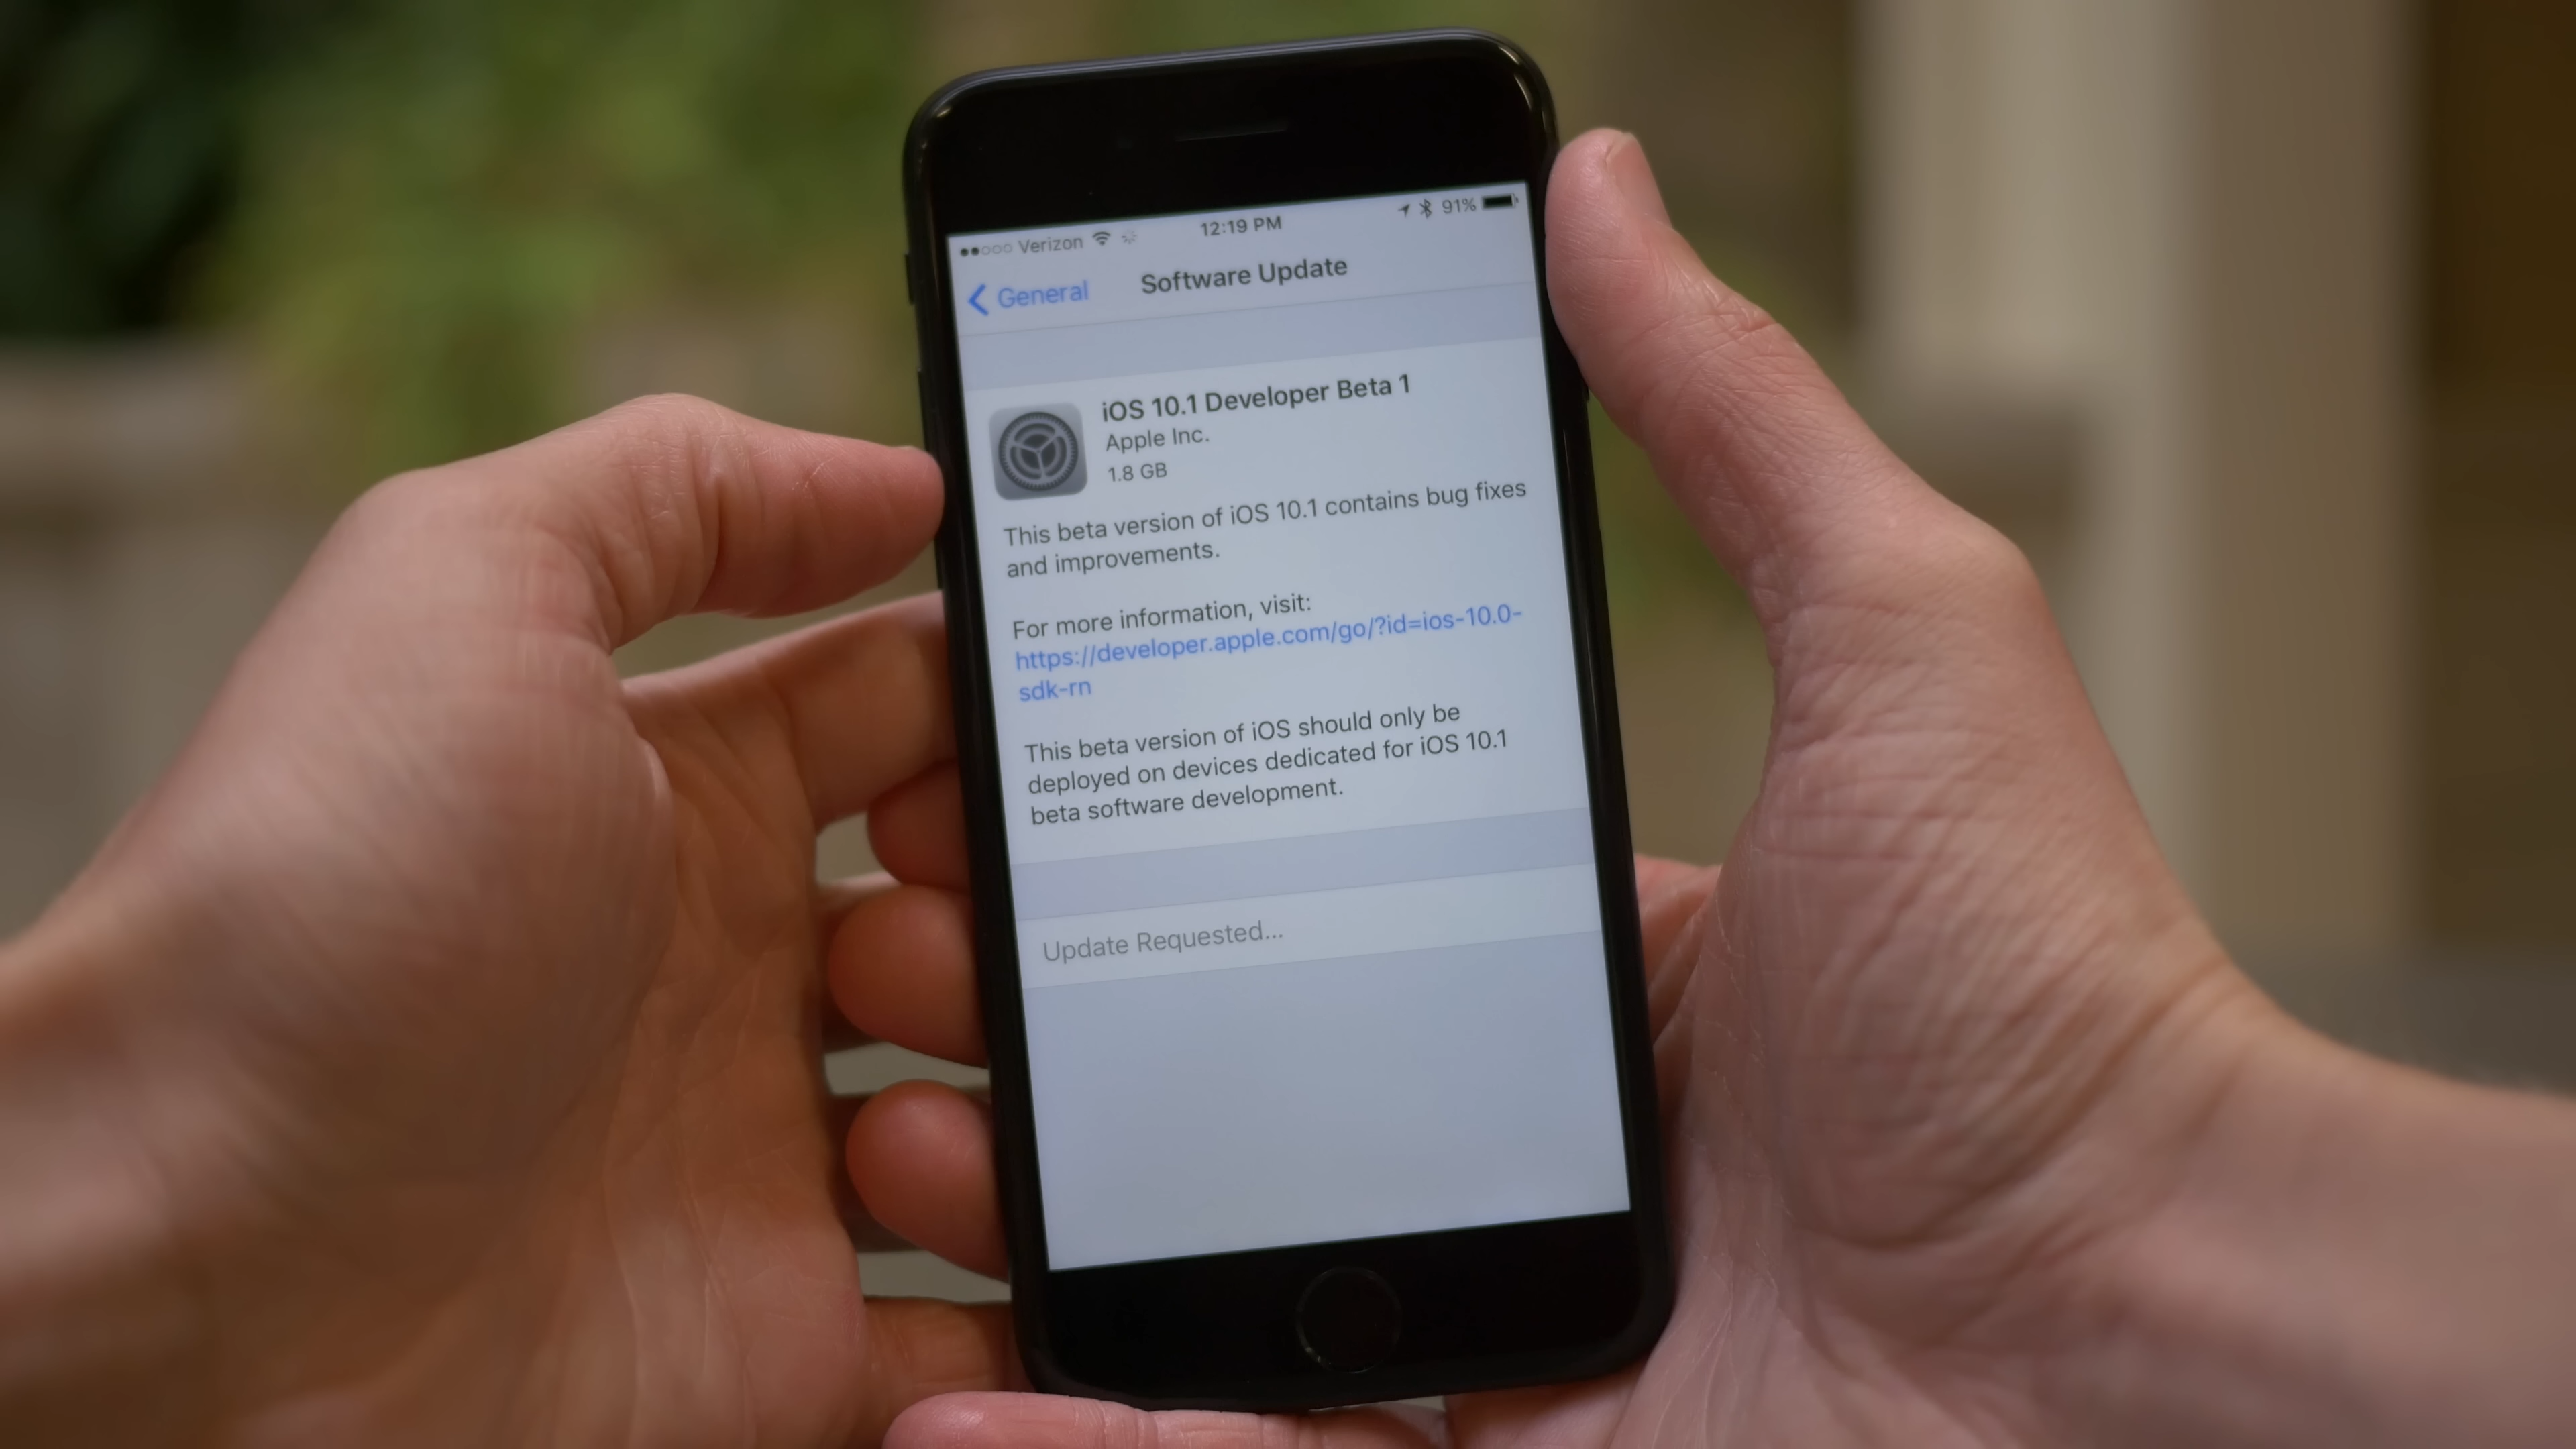 Verizon 12:19 PM 91%
General Software Update
iOS 10.1 Developer Beta 1
Apple Inc.
1.8 GB
This beta version of iOS 10.1 contains bug fixes
and improvements.
For more information, visit:
https://developer.apple.com/go/?id=ios-10.0-
sdk-rn
This beta version of iOS should only be
deployed on devices dedicated for iOS 10.1
beta software development.
Update Requested...